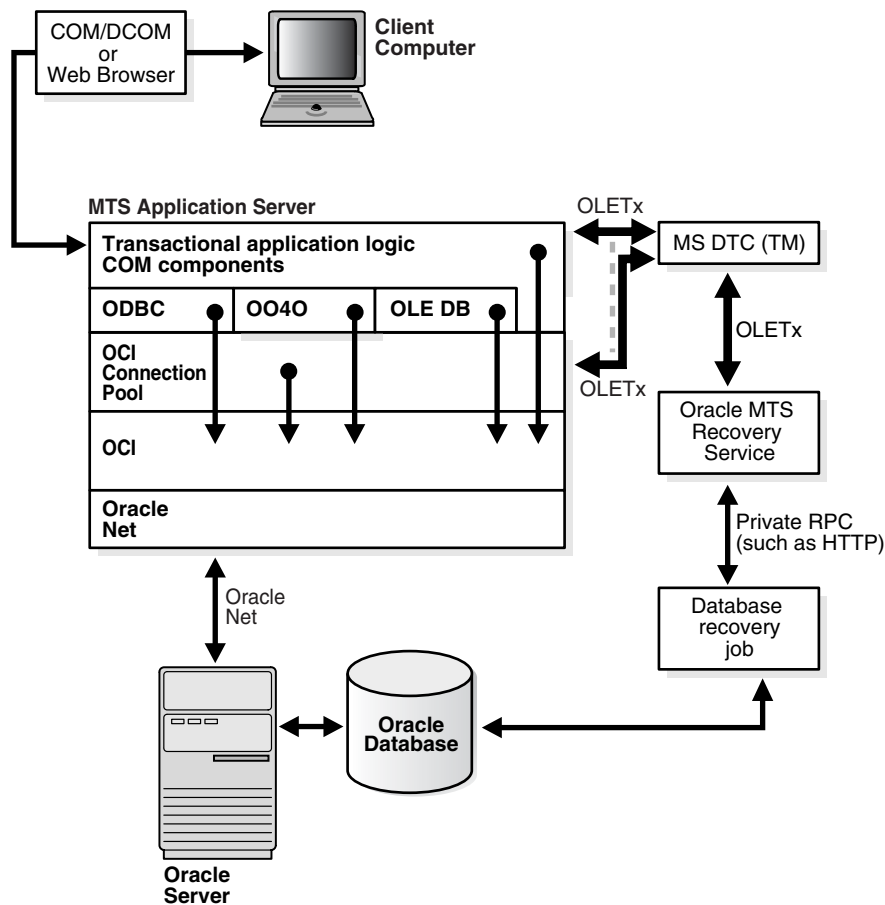 COM/DCOM
or
Web Browser
Client
Computer
MTS Application Server
OLETx
Transactional application logic
COM components
MS DTC (TM)
ODBC
OO4O
OLE DB
OLETx
OCI
Connection
Pool
OLETx
Oracle MTS
Recovery
Service
OCI
Oracle
Net
Private RPC
(such as HTTP)
Oracle
Net
Database
recovery
job
Oracle
Database
Oracle
Server